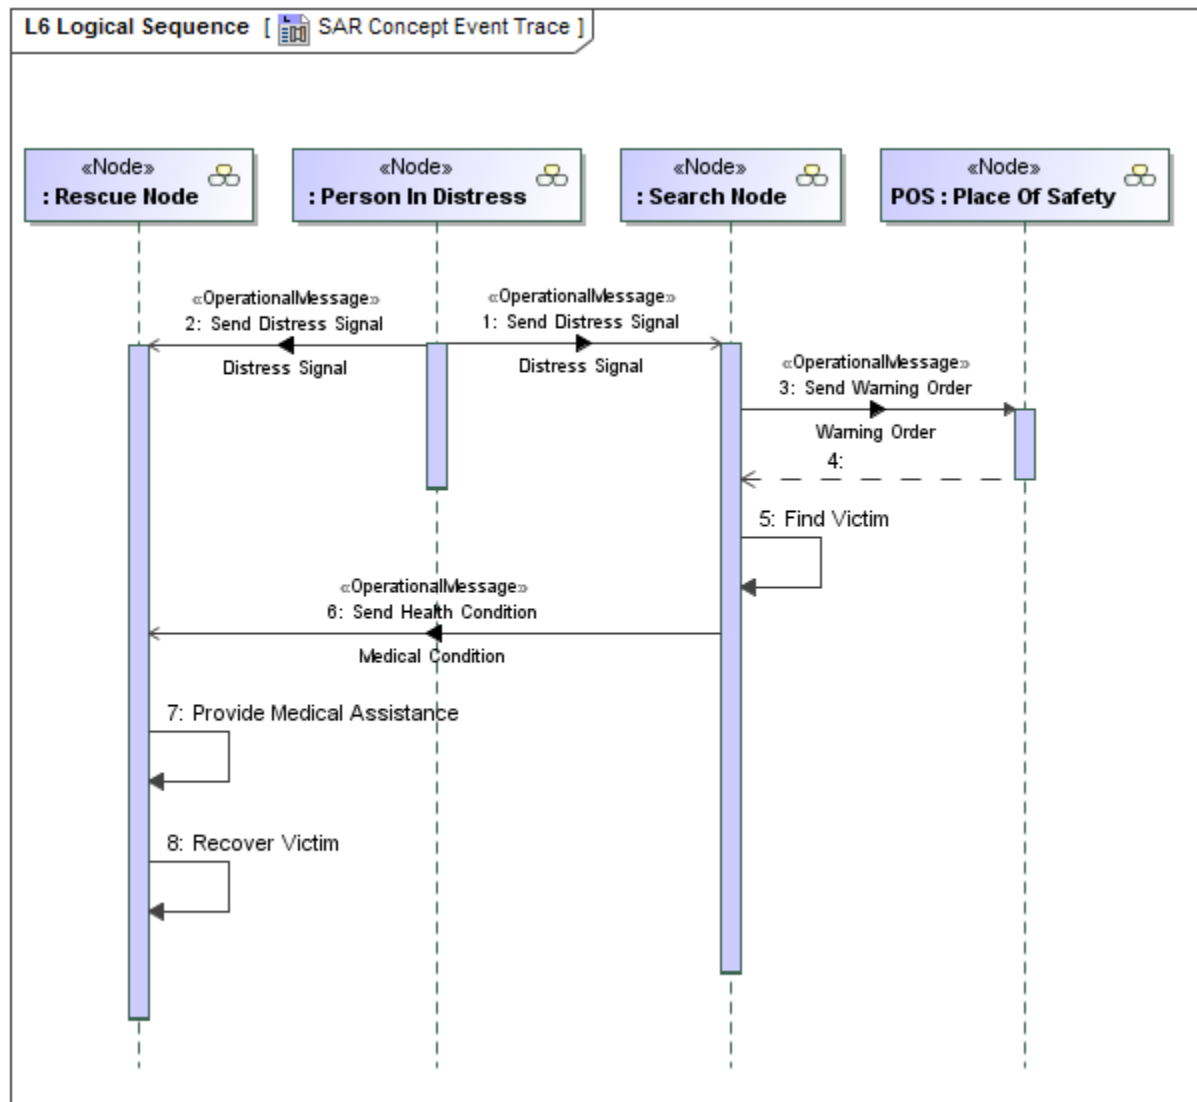 L6 Logical Sequence [ SAR Concept Event Trace ]
«Node»
: Rescue Node
«Node»
: Person In Distress
«Node»
: Search Node
«Node»
POS : Place Of Safety
«OperationalMessage»
2: Send Distress Signal
Distress Signal
«OperationalMessage»
1: Send Distress Signal
Distress Signal
«OperationalMessage»
3: Send Warning Order
Warning Order
4:
5: Find Victim
«OperationalMessage»
6: Send Health Condition
Medical Condition
7: Provide Medical Assistance
8: Recover Victim